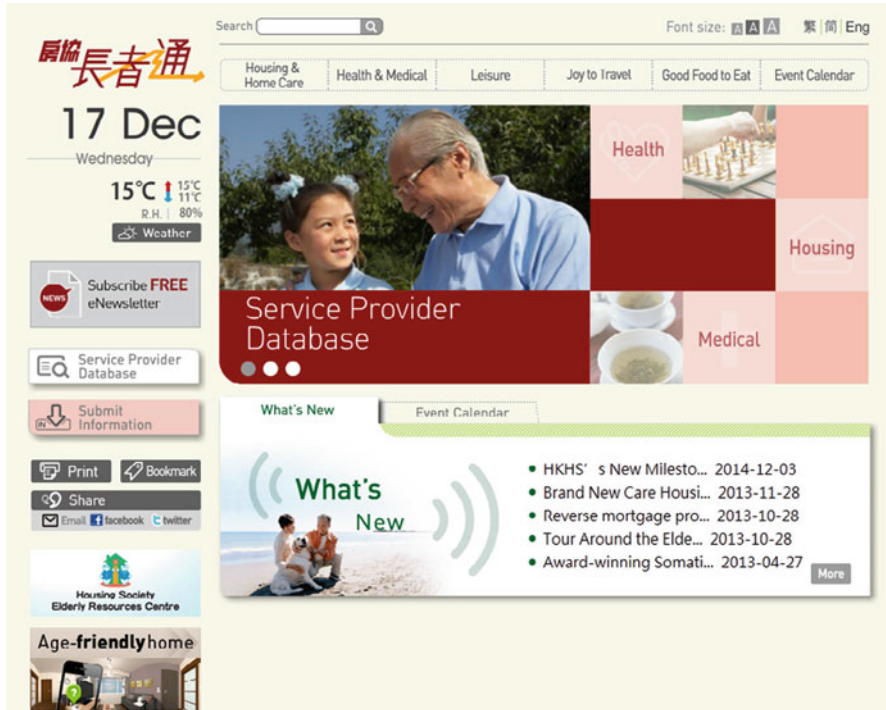 Search
Font size: A A A
繁 | 简 | Eng
房協
長者通
Housing &
Home Care
Health & Medical
Leisure
Joy to Travel
Good Food to Eat
Event Calendar
17 Dec
Wednesday
15°C 15°C
11°C
R.H. | 80%
Weather
NEWS
Subscribe FREE
eNewsletter
Service Provider
Database
IN
Submit
Information
Print
Bookmark
Share
Email facebook twitter
Housing Society
Elderly Resources Centre
Age-friendly home
?
Health
Housing
Medical
Service Provider
Database
What's New
Event Calendar
What's
New
HKHS’ s New Milesto... 2014-12-03
Brand New Care Housi... 2013-11-28
Reverse mortgage pro... 2013-10-28
Tour Around the Elde... 2013-10-28
Award-winning Somati... 2013-04-27
More